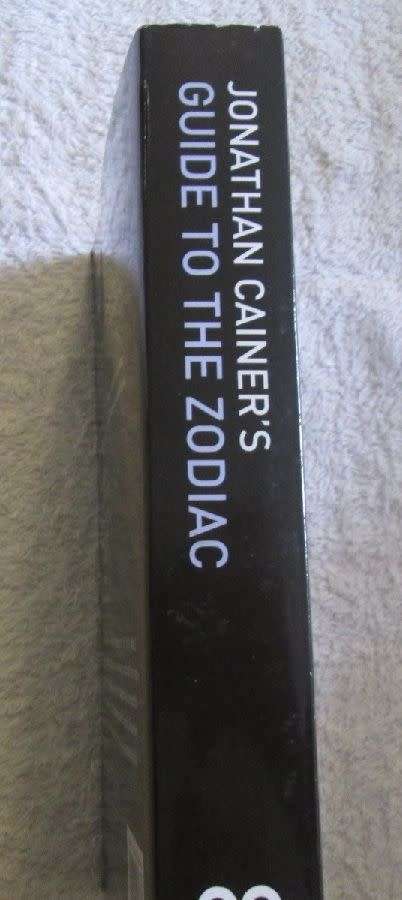 JONATHAN CAINER'S
GUIDE TO THE ZODIAC